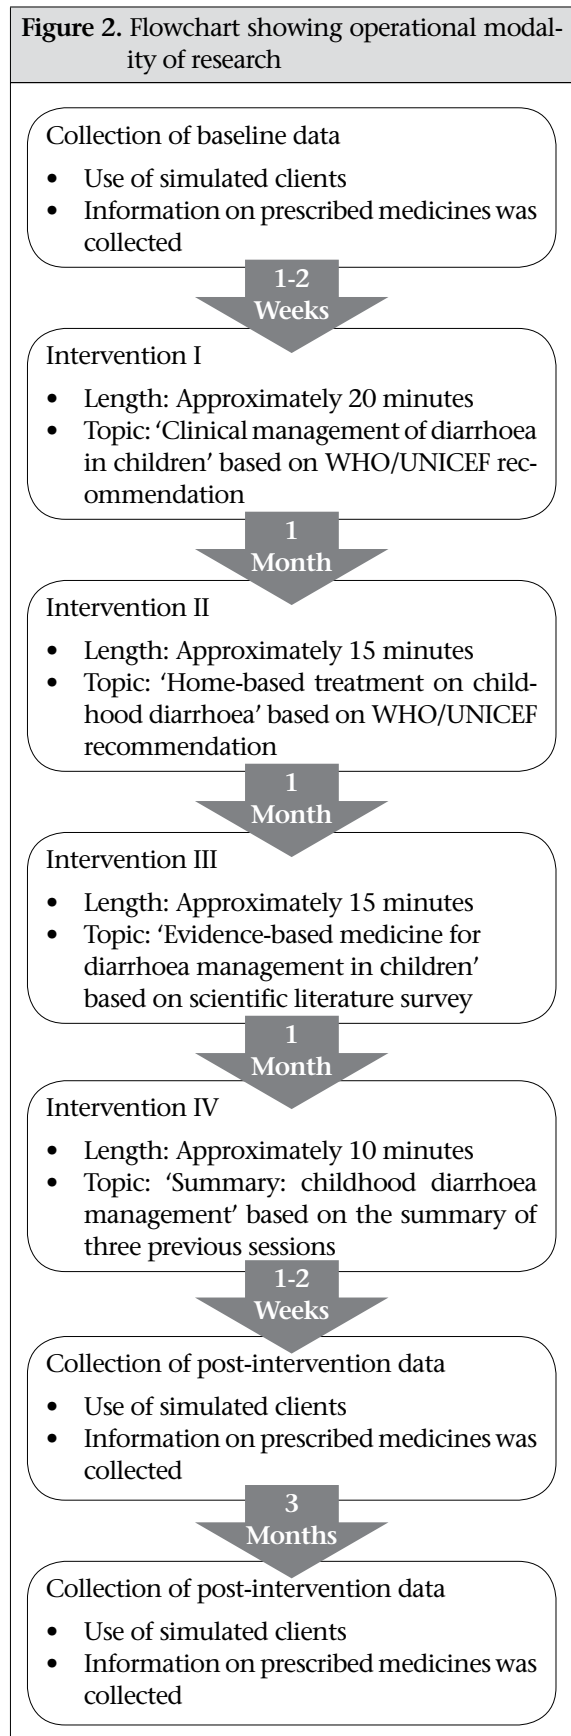 Figure 2. Flowchart showing operational modal-
ity of research
Collection of baseline data
• Use of simulated clients
• Information on prescribed medicines was
collected
1-2
Weeks
Intervention I
• Length: Approximately 20 minutes
• Topic: ‘Clinical management of diarrhoea
in children’ based on WHO/UNICEF rec-
ommendation
1
Month
Intervention II
• Length: Approximately 15 minutes
• Topic: ‘Home-based treatment on child-
hood diarrhoea’ based on WHO/UNICEF
recommendation
1
Month
Intervention III
• Length: Approximately 15 minutes
• Topic: ‘Evidence-based medicine for
diarrhoea management in children’
based on scientific literature survey
1
Month
Intervention IV
• Length: Approximately 10 minutes
• Topic: ‘Summary: childhood diarrhoea
management’ based on the summary of
three previous sessions
1-2
Weeks
Collection of post-intervention data
• Use of simulated clients
• Information on prescribed medicines was
collected
3
Months
Collection of post-intervention data
• Use of simulated clients
• Information on prescribed medicines was
collected